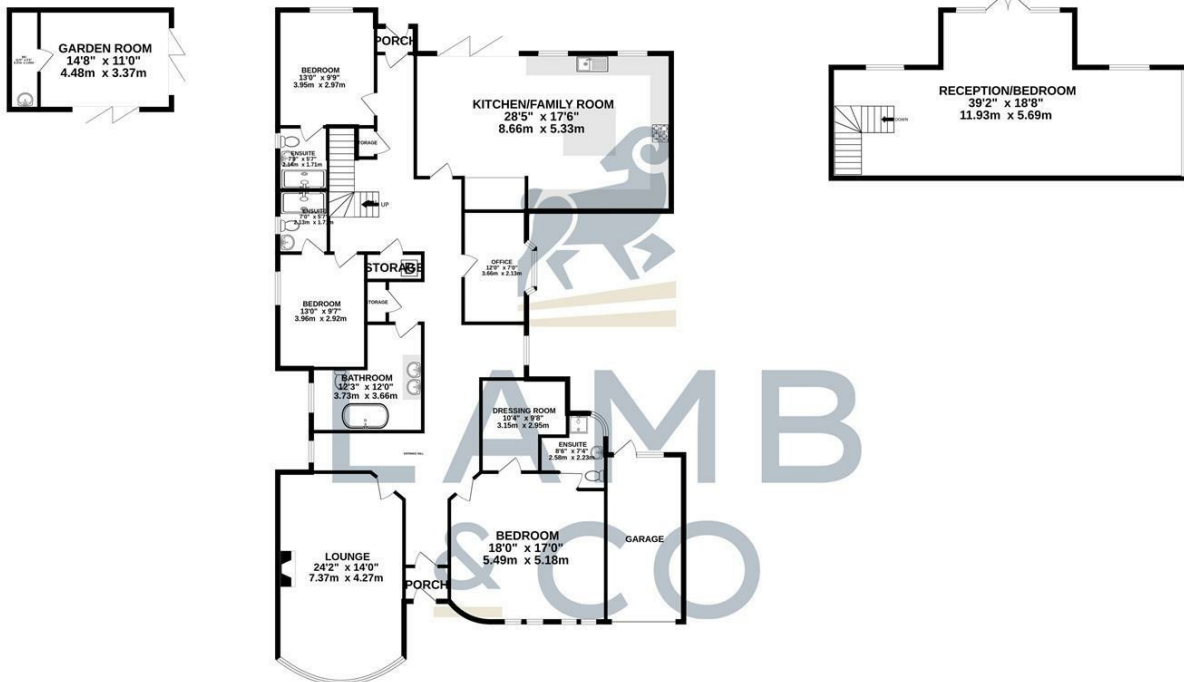 GARDEN ROOM
14'8" x 11'0"
4.48m x 3.37m
BEDROOM
13'0" x 9'9"
3.95m x 2.97m
PORCH
KITCHEN/FAMILY ROOM
28'5" x 17'6"
8.66m x 5.33m
RECEPTION/BEDROOM
39'2" x 18'8"
11.93m x 5.69m
DOWN
STORAGE
ENSUITE
ENSUITE
UP
STORAGE
OFFICE
12'0" x 7'0"
3.66m x 2.13m
STORAGE
BEDROOM
13'0" x 9'7"
3.96m x 2.92m
BATHROOM
12'3" x 12'0"
3.73m x 3.66m
DRESSING ROOM
10'4" x 9'8"
3.15m x 2.95m
ENSUITE
8'6" x 7'4"
2.58m x 2.23m
ENTRANCE HALL
LOUNGE
24'2" x 14'0"
7.37m x 4.27m
PORCH
BEDROOM
18'0" x 17'0"
5.49m x 5.18m
GARAGE
LAMB
& CO